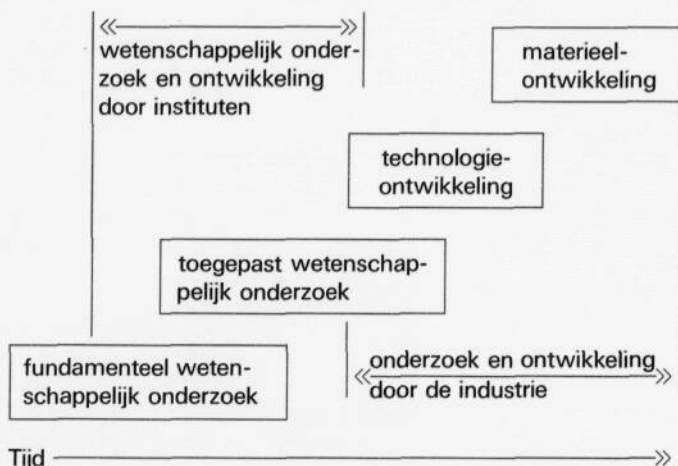 wetenschappelijk onder-
zoek en ontwikkeling
door instituten
materieel-
ontwikkeling
technologie-
ontwikkeling
toegepast wetenschap-
pelijk onderzoek
fundamenteel weten-
schappelijk onderzoek
onderzoek en ontwikkeling
door de industrie
Tijd